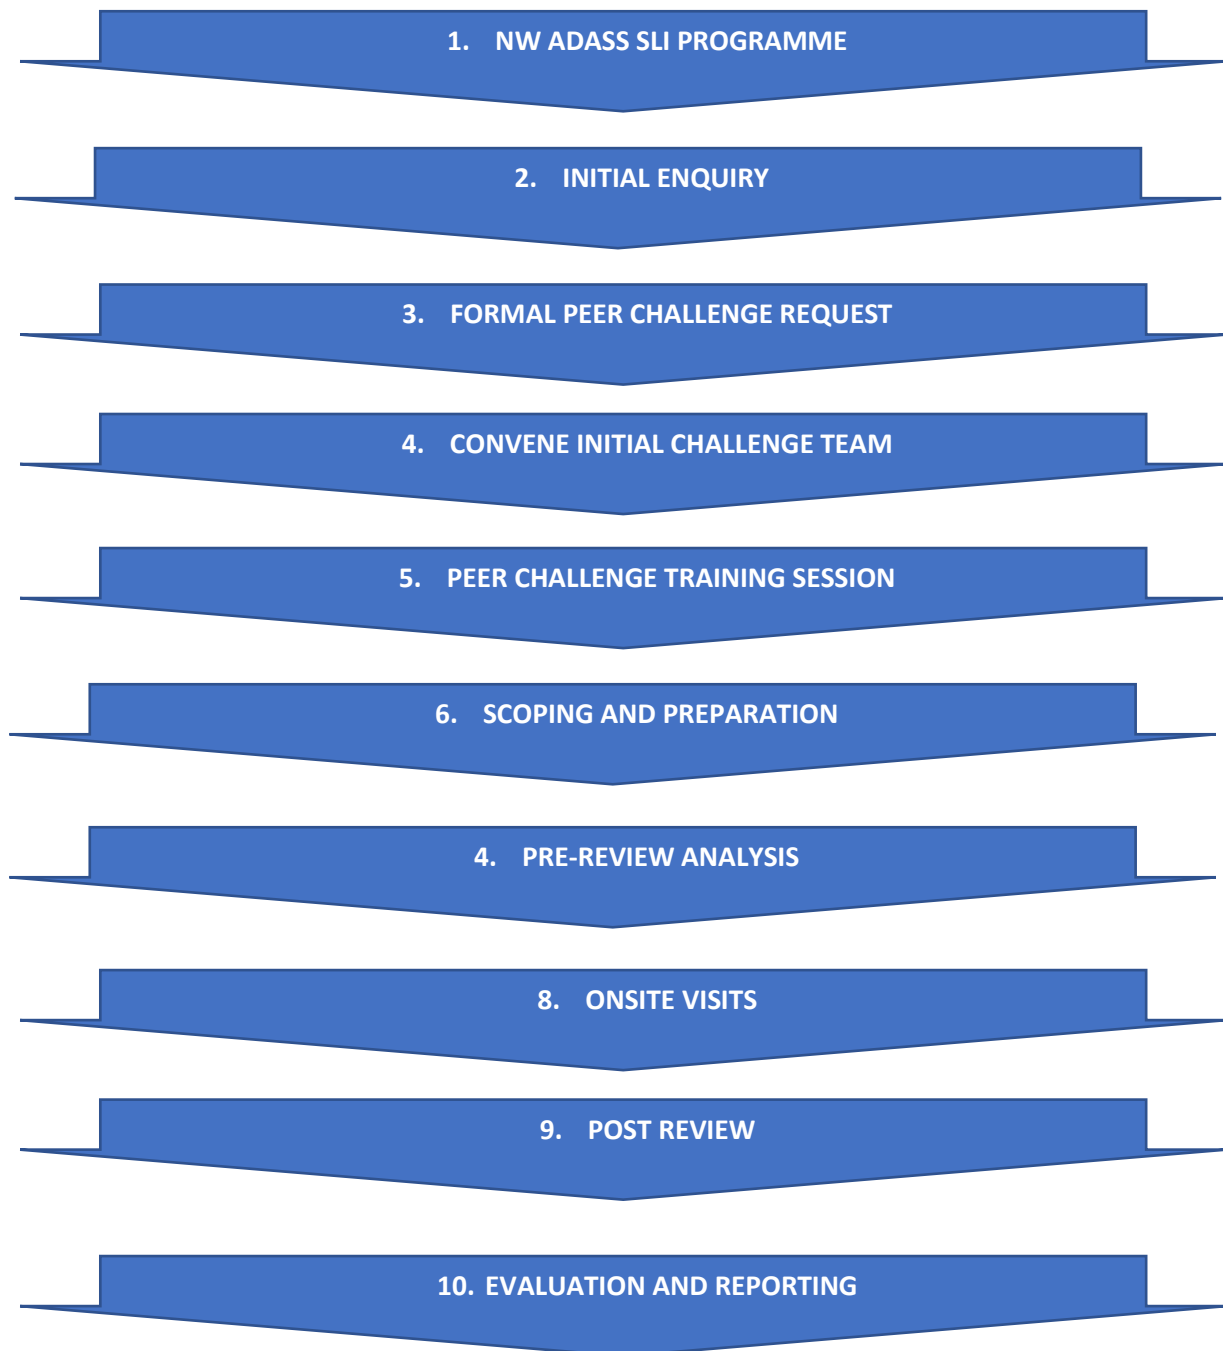 1. NW ADASS SLI PROGRAMME
2. INITIAL ENQUIRY
3. FORMAL PEER CHALLENGE REQUEST
4. CONVENE INITIAL CHALLENGE TEAM
5. PEER CHALLENGE TRAINING SESSION
6. SCOPING AND PREPARATION
4. PRE-REVIEW ANALYSIS
8. ONSITE VISITS
9. POST REVIEW
10. EVALUATION AND REPORTING